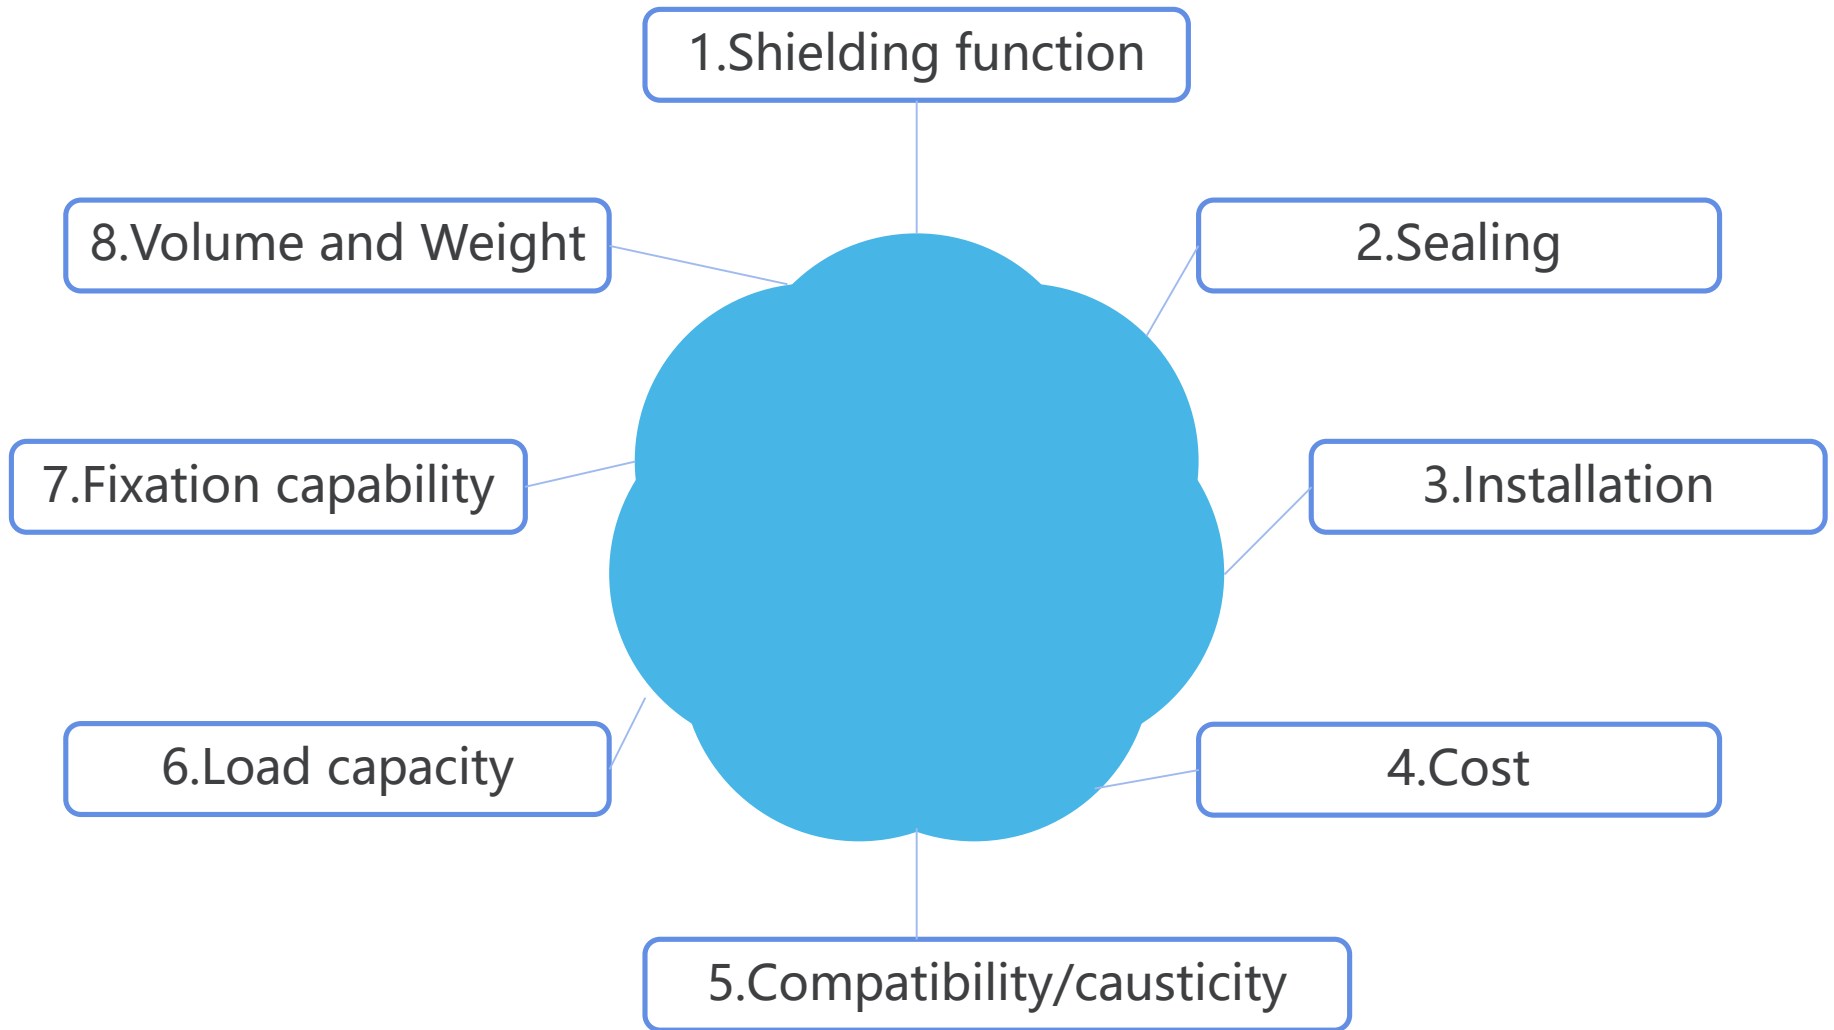 1.Shielding function
2.Sealing
3.Installation
4.Cost
5.Compatibility/causticity
6.Load capacity
7.Fixation capability
8.Volume and Weight